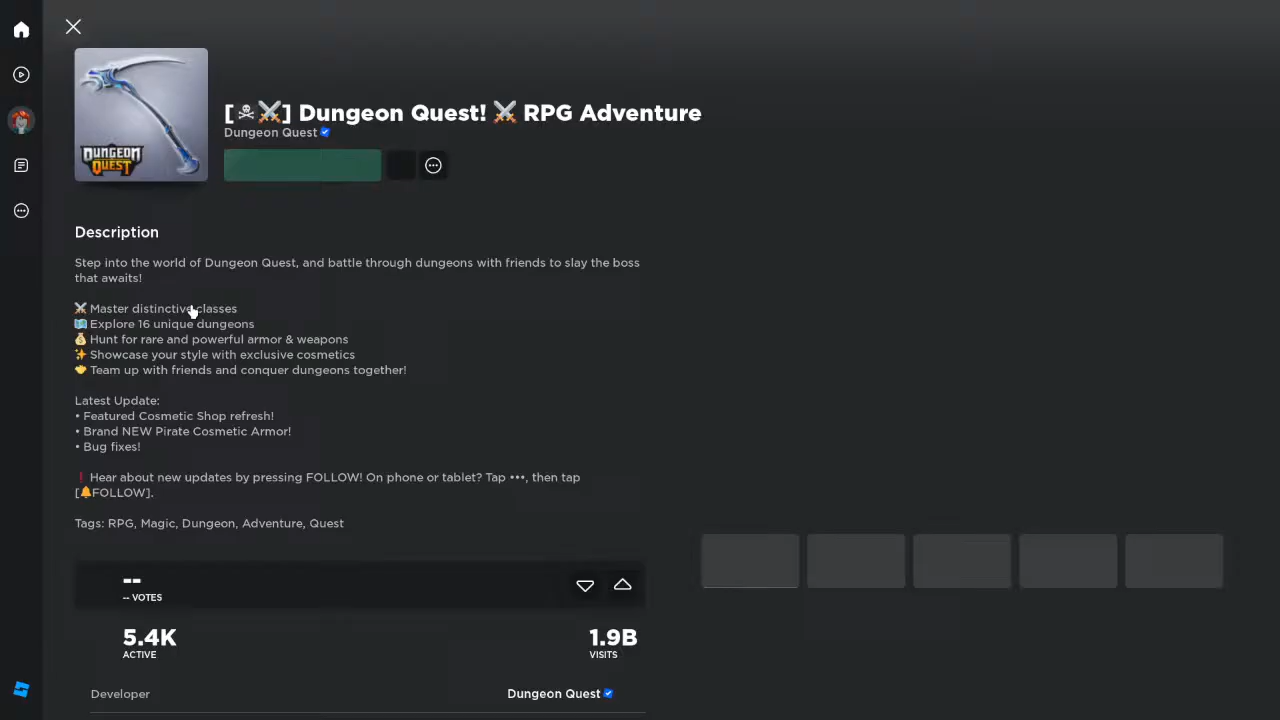 DUNGEON
QUEST
[☠⚔️] Dungeon Quest! ⚔️ RPG Adventure
Dungeon Quest
Description
Step into the world of Dungeon Quest, and battle through dungeons with friends to slay the boss
that awaits!
⚔️ Master distinctive classes
🗺️ Explore 16 unique dungeons
💰 Hunt for rare and powerful armor & weapons
✨ Showcase your style with exclusive cosmetics
🤝 Team up with friends and conquer dungeons together!
Latest Update:
• Featured Cosmetic Shop refresh!
• Brand NEW Pirate Cosmetic Armor!
• Bug fixes!
❗ Hear about new updates by pressing FOLLOW! On phone or tablet? Tap •••, then tap
[🔔FOLLOW].
Tags: RPG, Magic, Dungeon, Adventure, Quest
--
-- VOTES
5.4K
ACTIVE
1.9B
VISITS
Developer
Dungeon Quest